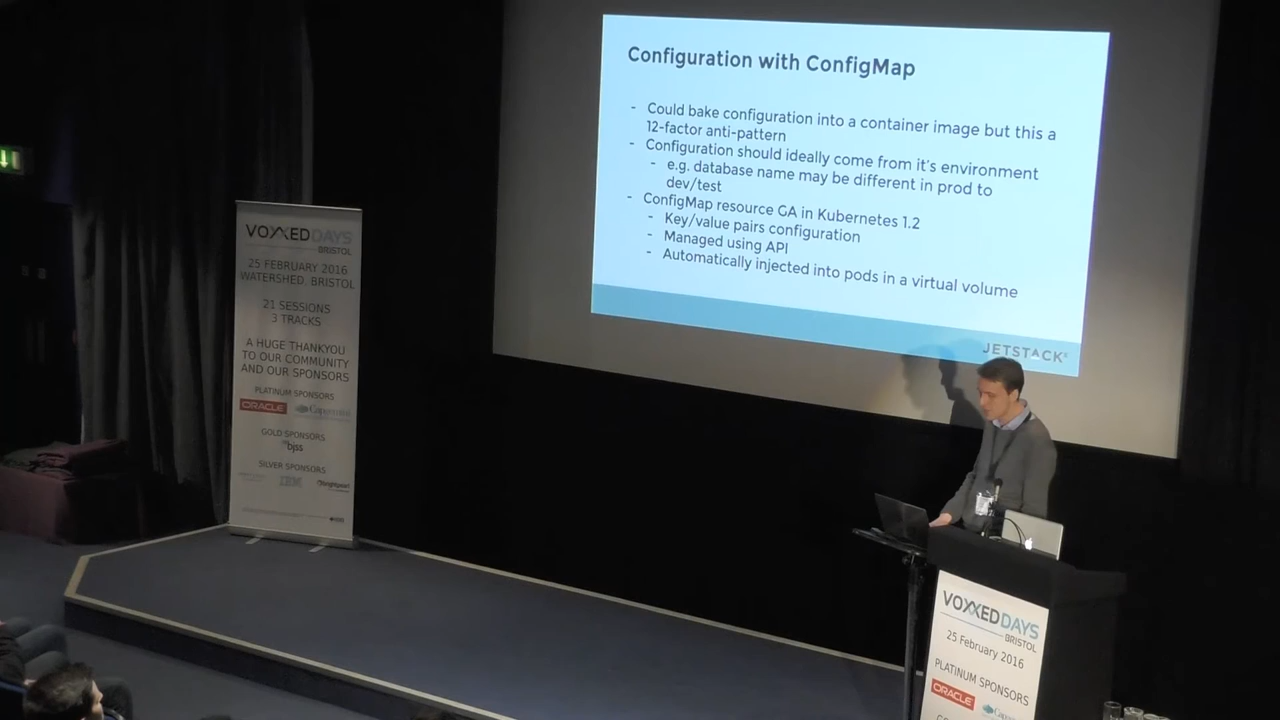 Configuration with ConfigMap
- Could bake configuration into a container image but this a
12-factor anti-pattern
- Configuration should ideally come from it's environment
- e.g. database name may be different in prod to
dev/test
- ConfigMap resource GA in Kubernetes 1.2
- Key/value pairs configuration
- Managed using API
- Automatically injected into pods in a virtual volume
JETSTACK
VOXXED DAYS
BRISTOL
25 FEBRUARY 2016
WATERSHED, BRISTOL
21 SESSIONS
3 TRACKS
A HUGE THANKYOU
TO OUR COMMUNITY
AND OUR SPONSORS
PLATINUM SPONSORS
ORACLE Capgemini
GOLD SPONSORS
bjss
SILVER SPONSORS
IBM
VOXXED DAYS
BRISTOL
25 February 2016
PLATINUM SPONSORS
ORACLE